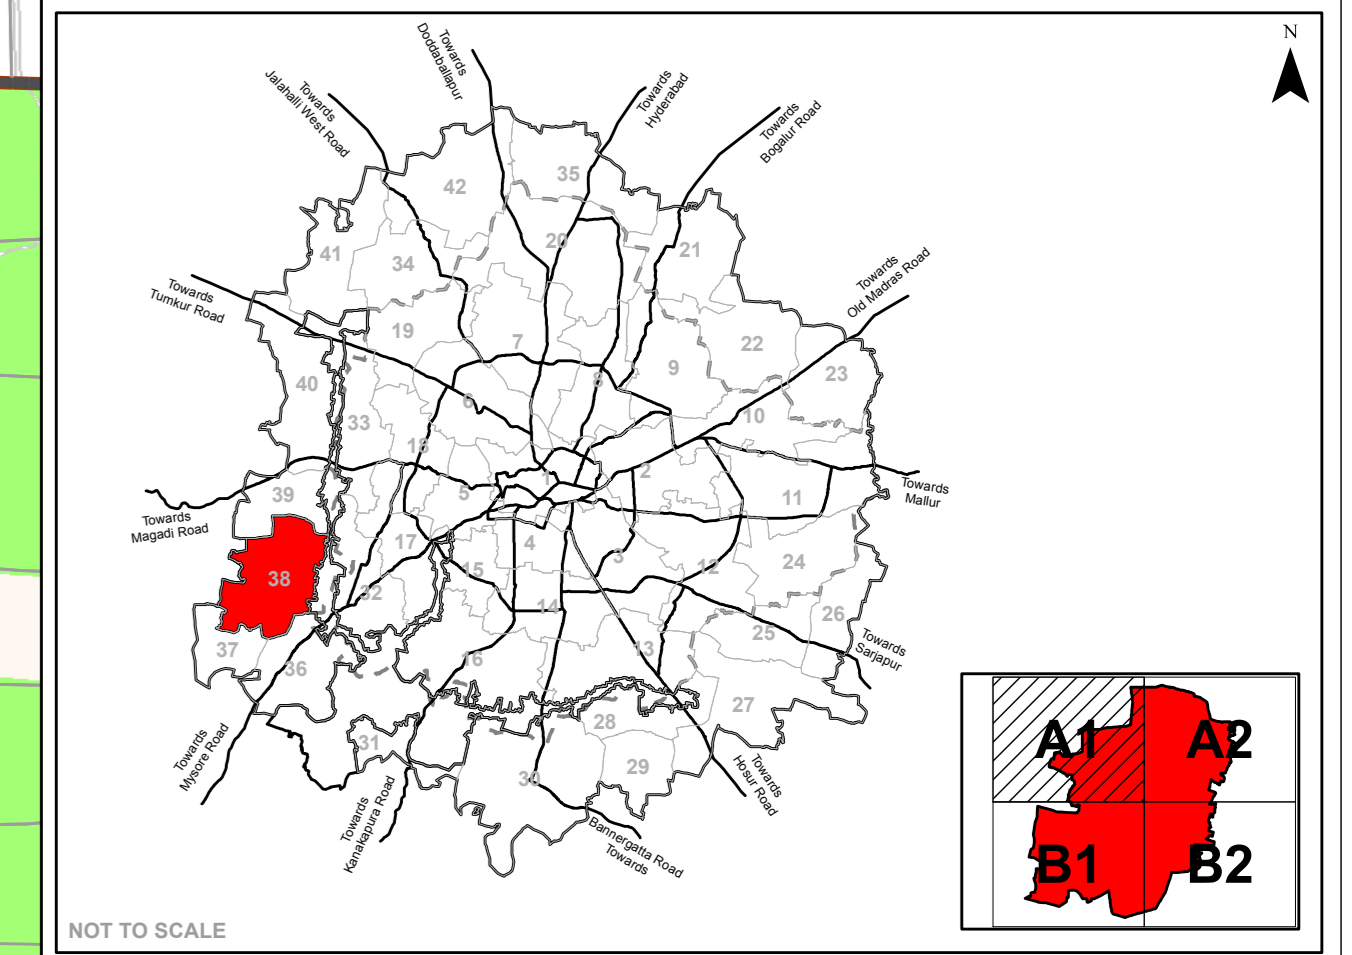 N
Towards
Doddaballapur
Towards
Jalahalli West Road
Towards
Hyderabad
Towards
Bogalur Road
42
35
41
34
20
21
Towards
Old Madras Road
Towards
Tumkur Road
19
7
22
9
8
23
40
6
10
33
18
39
5
1
2
11
Towards
Mallur
Towards
Magadi Road
17
4
3
12
24
38
15
32
14
26
25
13
Towards
Sarjapur
37
36
16
27
28
31
30
29
Towards
Mysore Road
Towards
Kanakapura Road
Bannergatta Road
Towards
Towards
Hosur Road
A1
A2
B1
B2
NOT TO SCALE